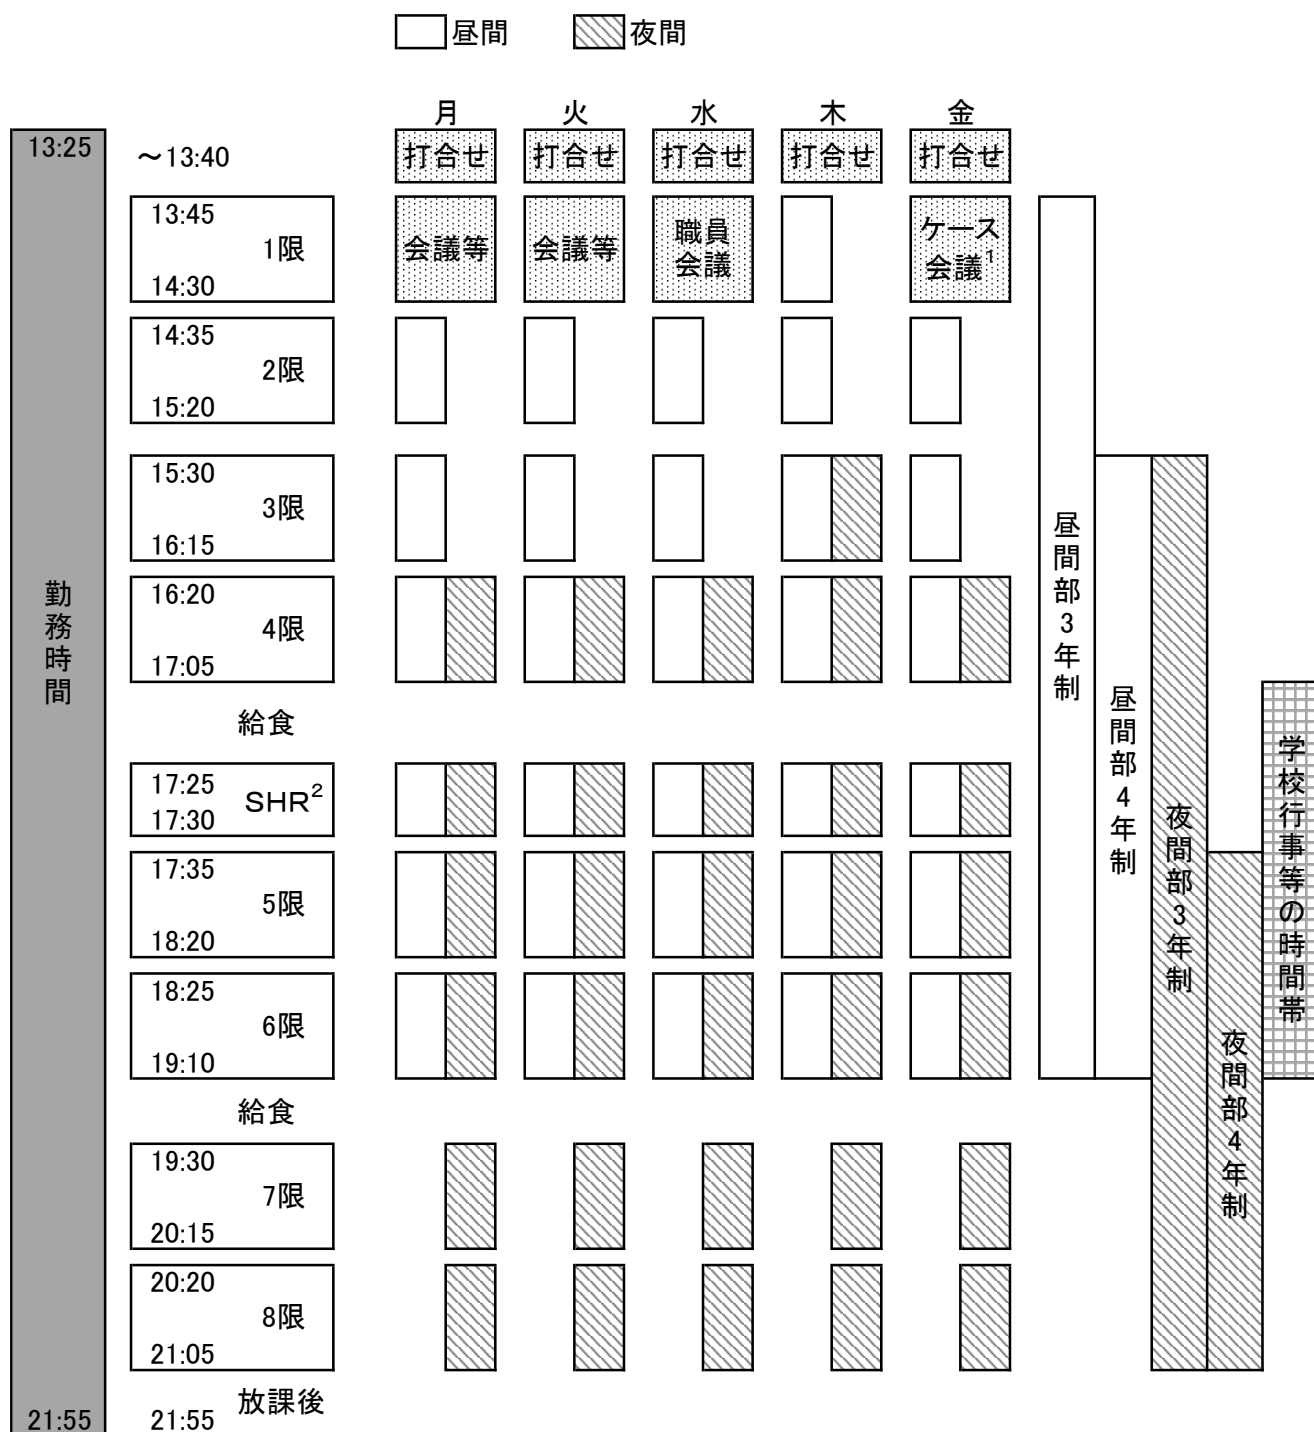 昼間 夜間
月 火 水 木 金
13:25 ～13:40 打合せ 打合せ 打合せ 打合せ 打合せ
13:45
1限 会議等 会議等 職員会議 ケース会議1
14:30
14:35
2限
15:20
15:30
3限
16:15
16:20
4限
17:05
給食
17:25
SHR2
17:30
17:35
5限
18:20
18:25
6限
19:10
給食
19:30
7限
20:15
20:20
8限
21:05
放課後
21:55 21:55
勤務時間
昼間部3年制
昼間部4年制
夜間部3年制
夜間部4年制
学校行事等の時間帯